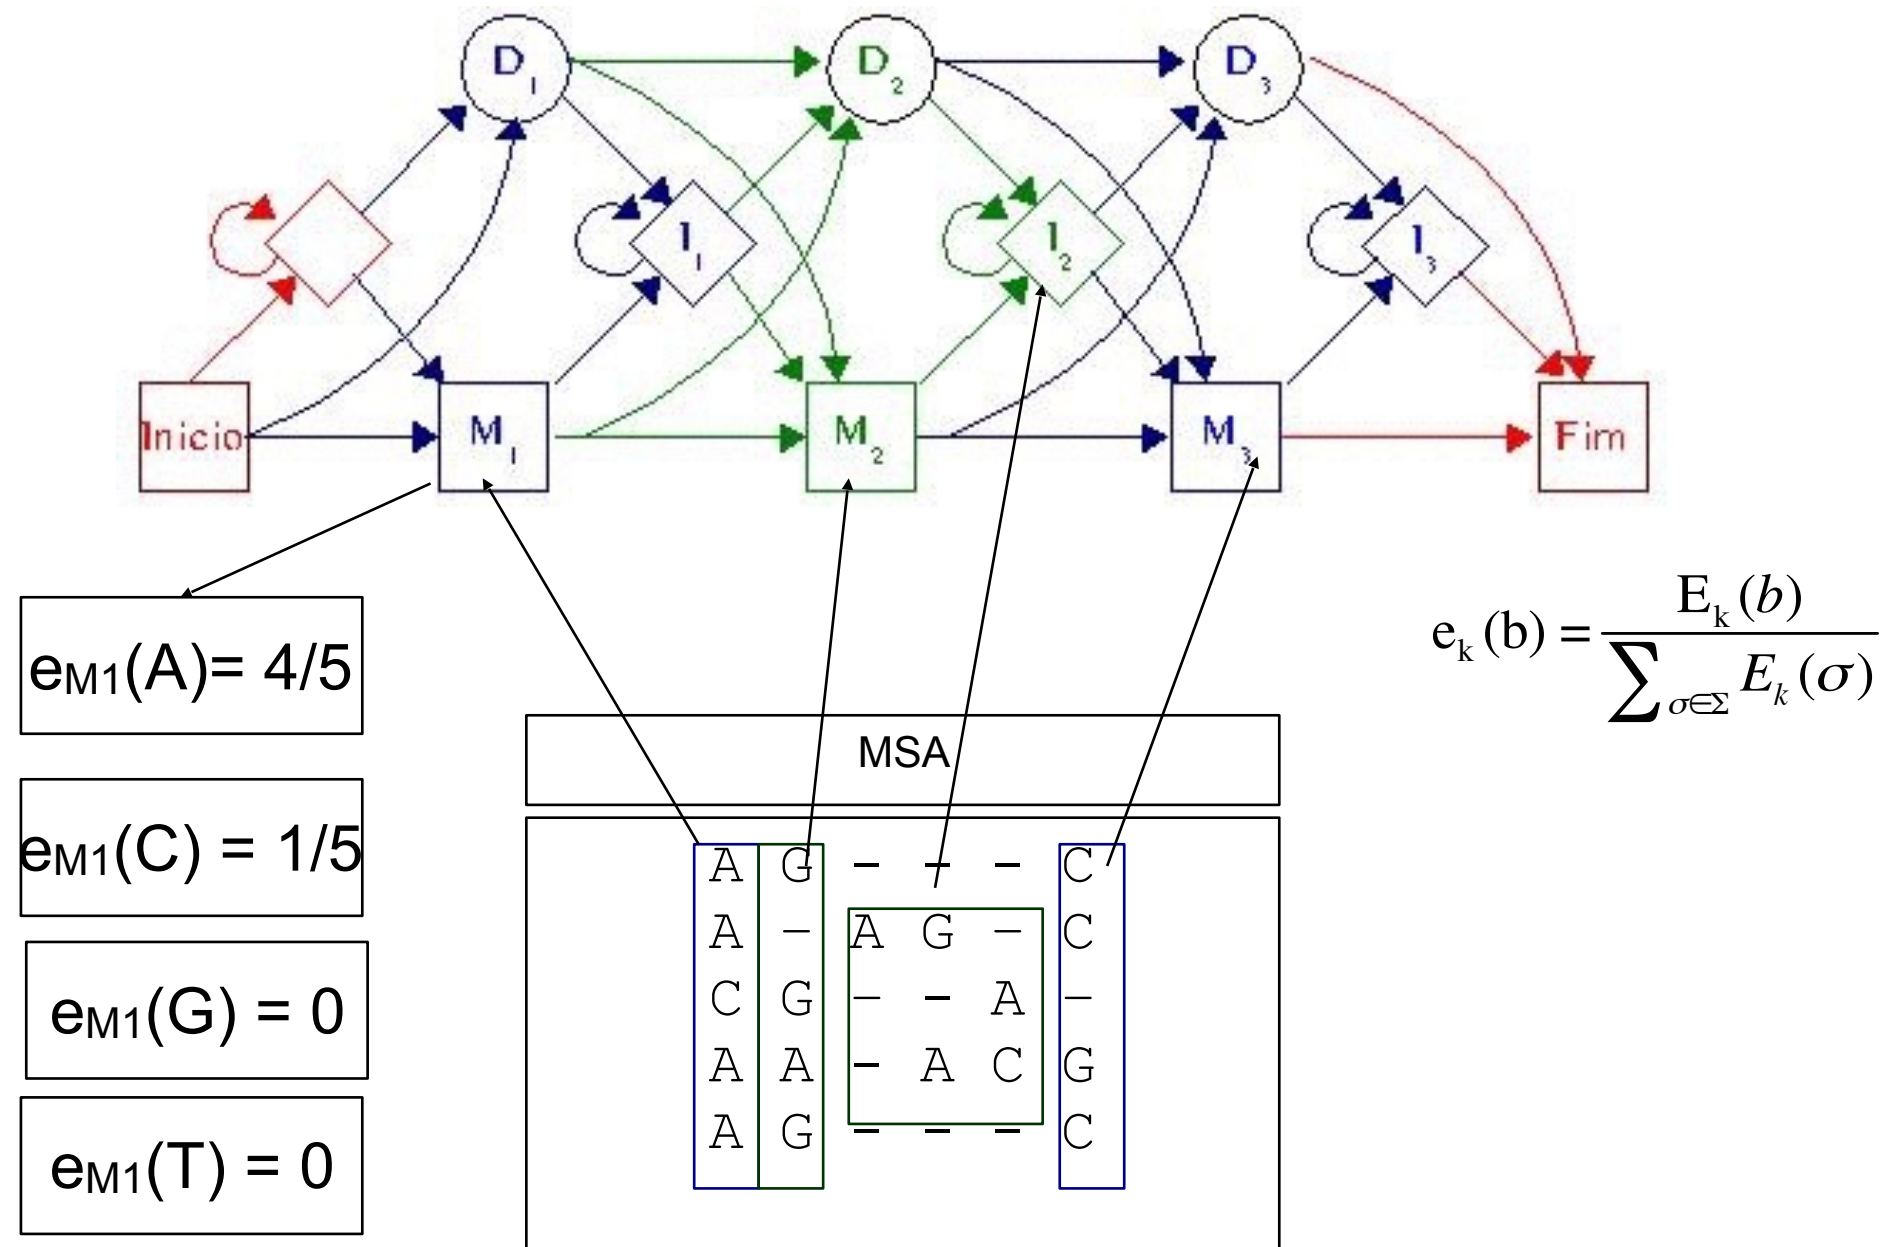 D1 D2 D3
I1 I2 I3
Inicio M1 M2 M3 Fim
eM1(A)= 4/5
eM1(C) = 1/5
eM1(G) = 0
eM1(T) = 0
ek(b) = Ek(b) / ∑σ∈Σ Ek(σ)
MSA
A G - - - C
A - A G - C
C G - - A -
A A - A C G
A G - - - C